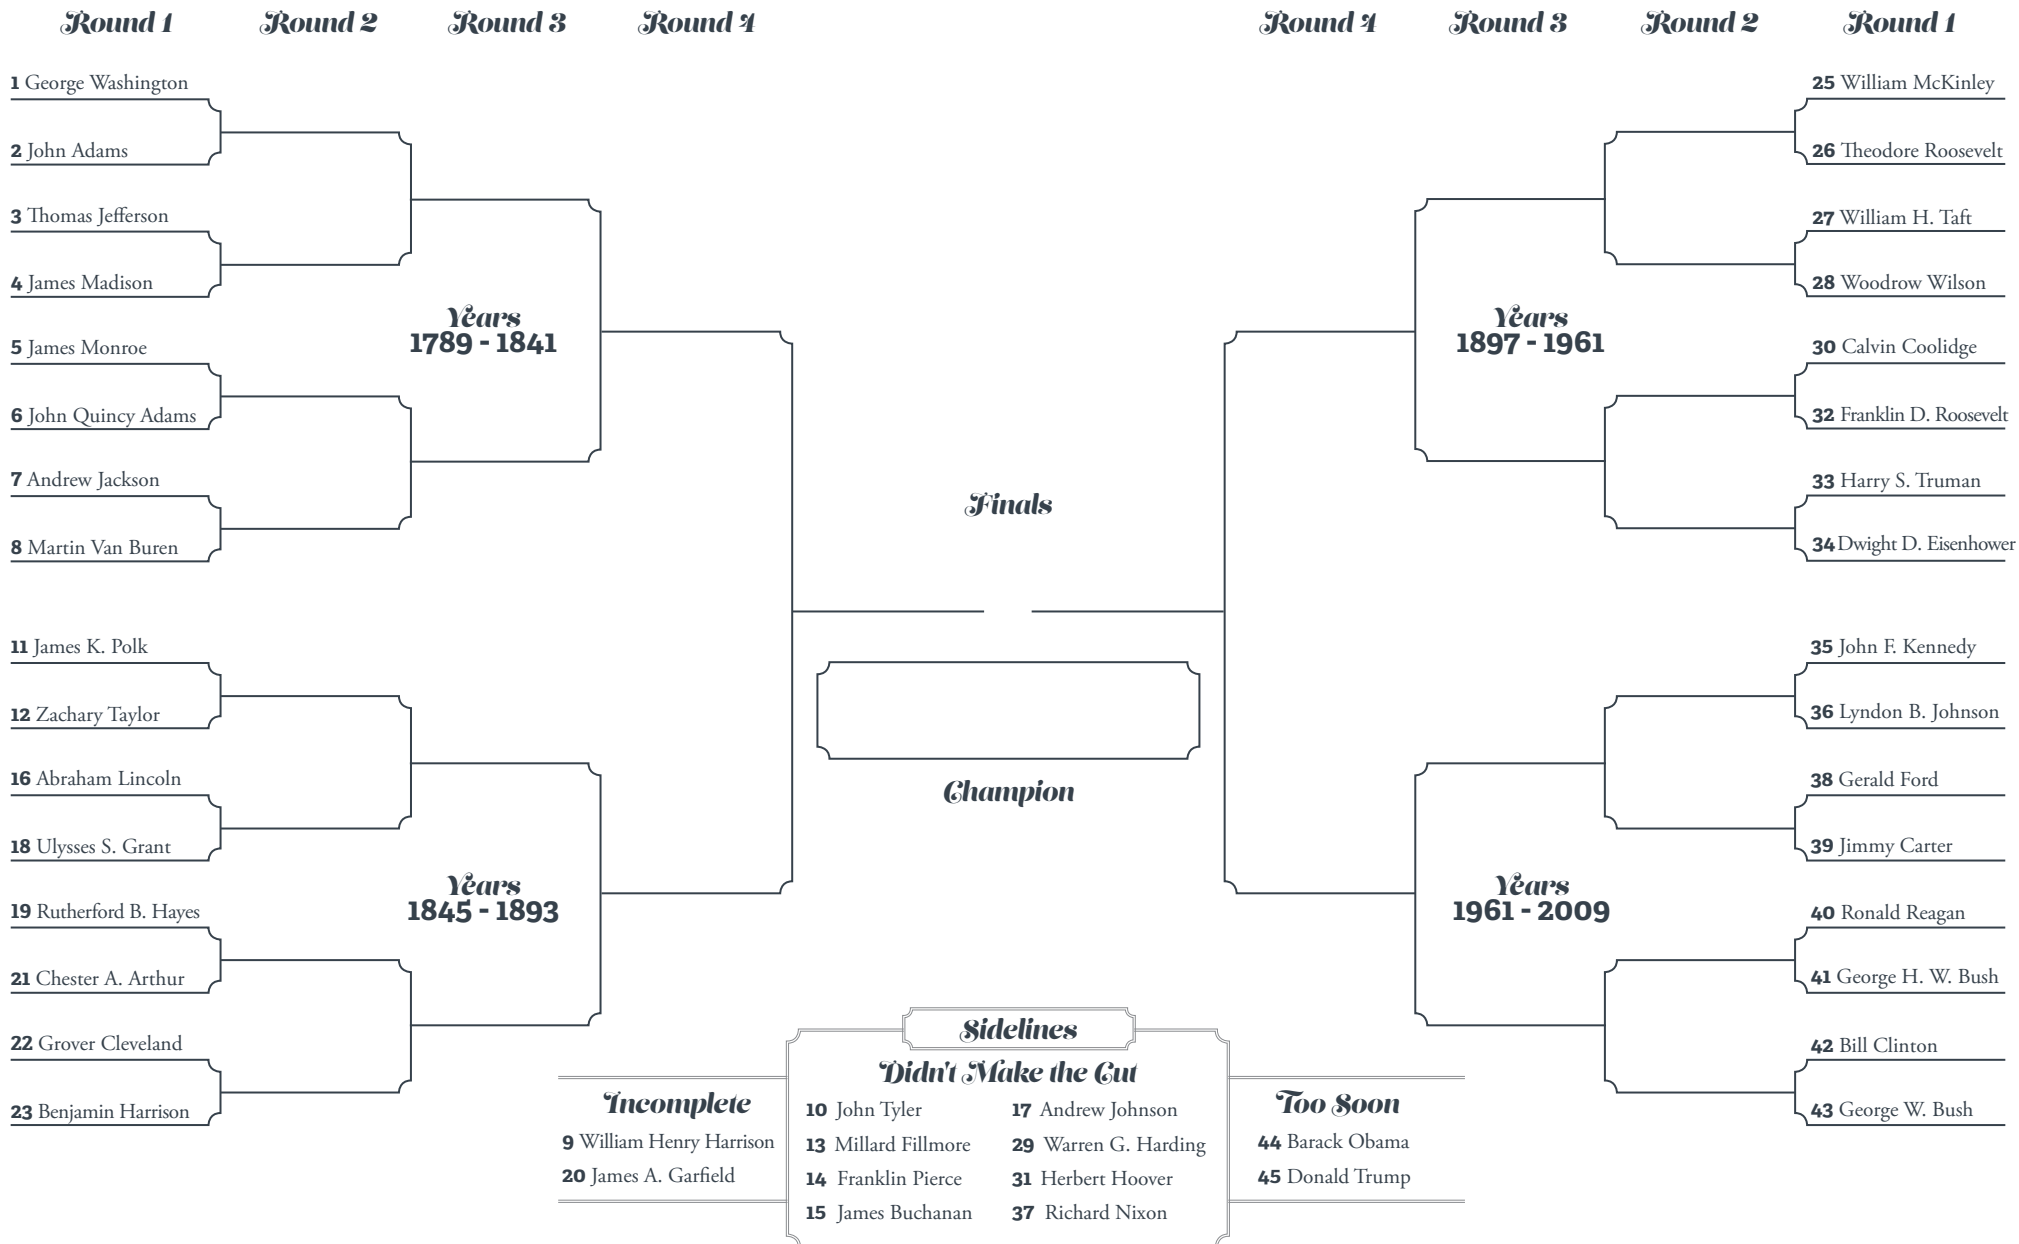 Round 1
Round 2
Round 3
Round 4
Round 4
Round 3
Round 2
Round 1
1 George Washington
2 John Adams
3 Thomas Jefferson
4 James Madison
Years
1789 - 1841
5 James Monroe
6 John Quincy Adams
7 Andrew Jackson
8 Martin Van Buren
11 James K. Polk
12 Zachary Taylor
16 Abraham Lincoln
18 Ulysses S. Grant
Years
1845 - 1893
19 Rutherford B. Hayes
21 Chester A. Arthur
22 Grover Cleveland
23 Benjamin Harrison
Finals
Champion
25 William McKinley
26 Theodore Roosevelt
27 William H. Taft
28 Woodrow Wilson
Years
1897 - 1961
30 Calvin Coolidge
32 Franklin D. Roosevelt
33 Harry S. Truman
34 Dwight D. Eisenhower
35 John F. Kennedy
36 Lyndon B. Johnson
38 Gerald Ford
39 Jimmy Carter
Years
1961 - 2009
40 Ronald Reagan
41 George H. W. Bush
42 Bill Clinton
43 George W. Bush
Sidelines
Incomplete
9 William Henry Harrison
20 James A. Garfield
Didn't Make the Cut
10 John Tyler
13 Millard Fillmore
14 Franklin Pierce
15 James Buchanan
17 Andrew Johnson
29 Warren G. Harding
31 Herbert Hoover
37 Richard Nixon
Too Soon
44 Barack Obama
45 Donald Trump